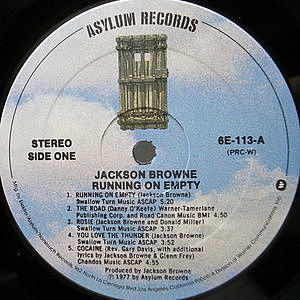 ASYLUM RECORDS
STEREO
SIDE ONE
6E-113-A
(PRC-W)
JACKSON BROWNE
RUNNING ON EMPTY
1 RUNNING ON EMPTY (Jackson Browne)
Swallow Turn Music ASCAP 5:20
2 THE ROAD (Danny O'Keefe) Warner-Tamerlane
Publishing Corp. and Road Canon Music BMI 4:50
3 ROSIE (Jackson Browne and Donald Miller)
Swallow Turn Music ASCAP 3:37
4 YOU LOVE THE THUNDER (Jackson Browne)
Swallow Turn Music ASCAP 3:52
5 COCAINE (Rev. Gary Davis, with additional
lyrics by Jackson Browne & Glenn Frey)
Chandos Music ASCAP 4:55
Produced by Jackson Browne
Ⓟ1977 by Asylum Records